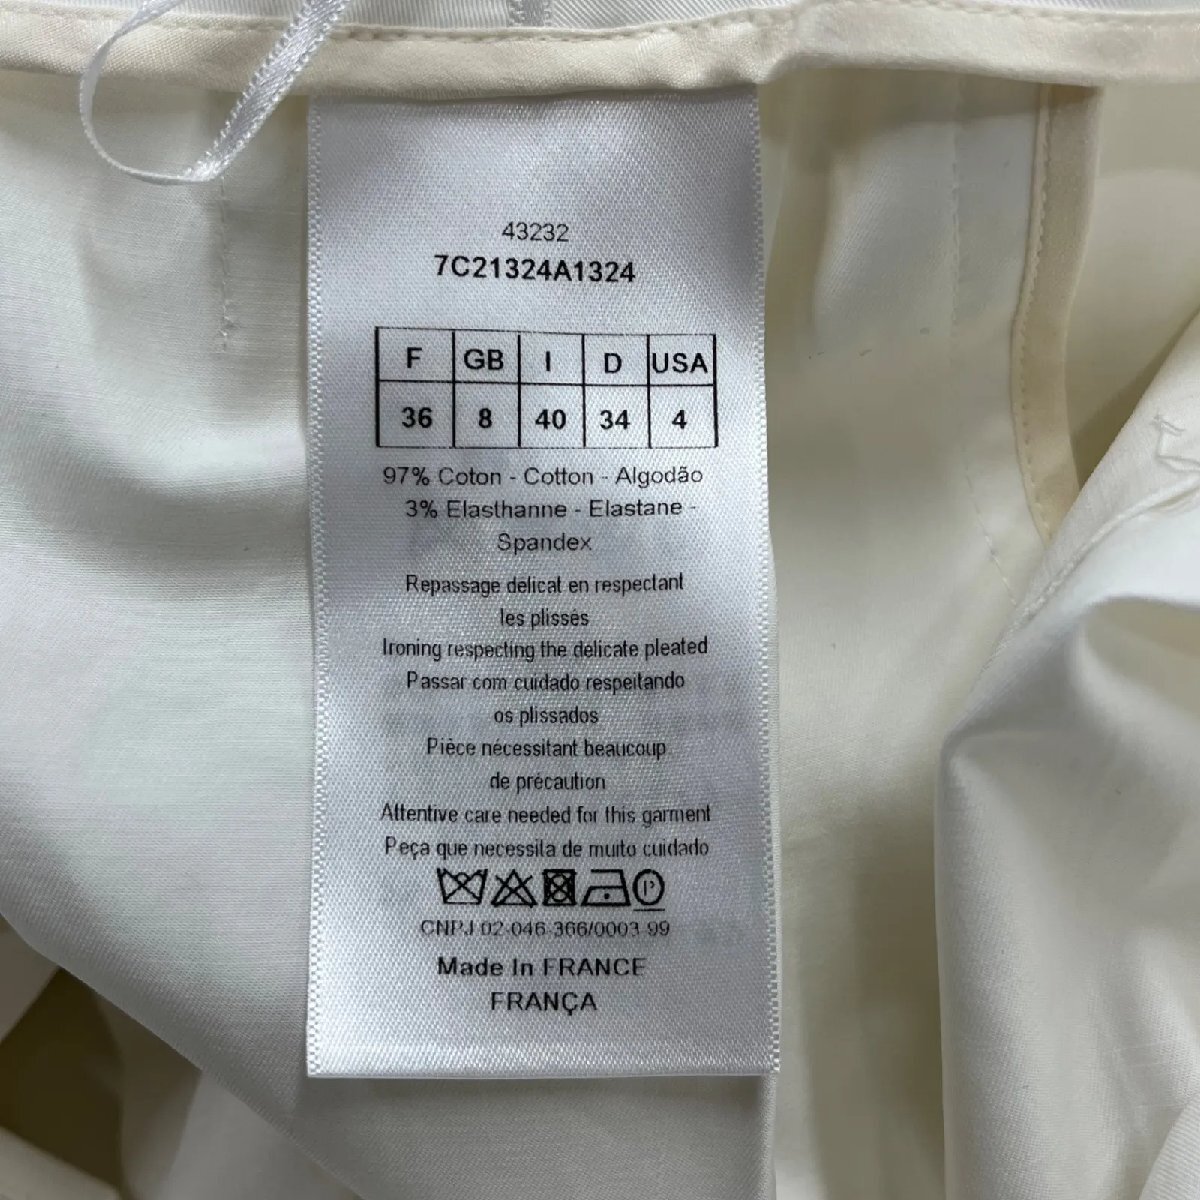 43232
7C21324A1324
F GB I D USA
36 8 40 34 4
97% Coton - Cotton - Algodão
3% Elasthanne - Elastane -
Spandex
Repassage délicat en respectant
les plissés
Ironing respecting the delicate pleated
Passar com cuidado respeitando
os plissados
Pièce nécessitant beaucoup
de précaution
Attentive care needed for this garment
Peça que necessita de muito cuidado
P
CNPJ 02-046-366/0003-99
Made In FRANCE
FRANÇA